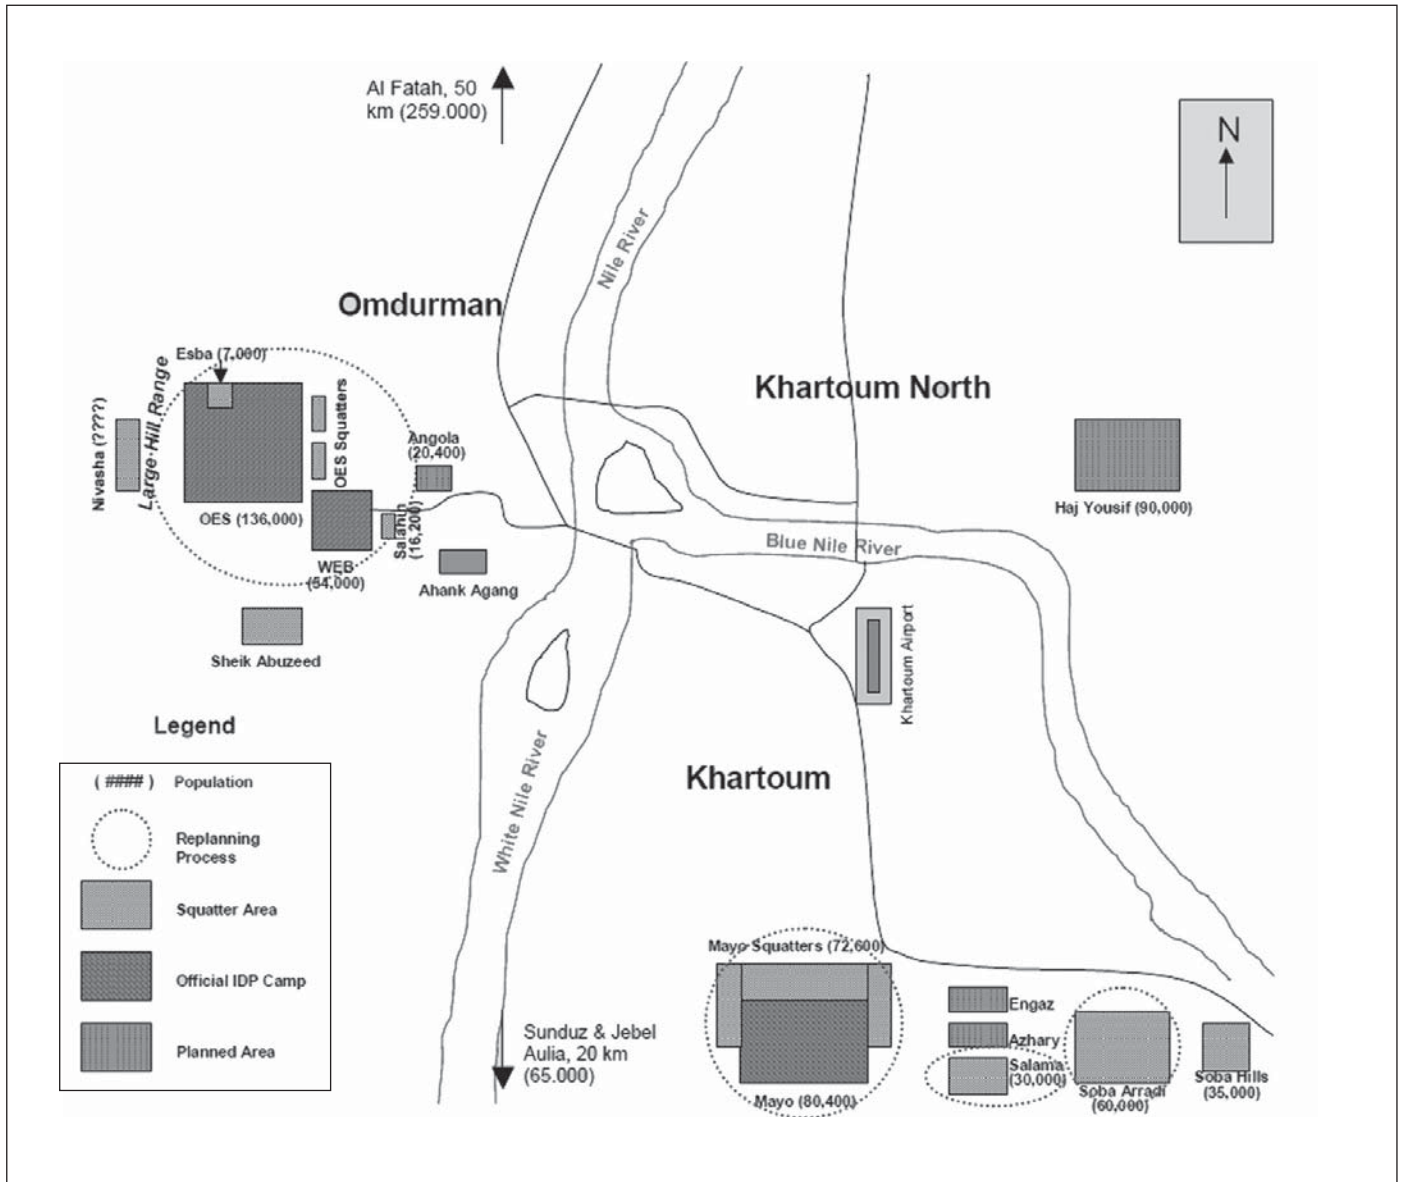 Al Fatah, 50
km (259.000)
N
Nile River
Omdurman
Khartoum North
Esba (7,000)
Large Hill Range
Nivasha (????)
OES Squatters
Angola
(20,400)
OES (136,000)
Salahin
(16,200)
WEB
(54,000)
Ahank Agang
Sheik Abuzeed
Haj Yousif (90,000)
Blue Nile River
Khartoum Airport
Khartoum
White Nile River
Legend
( #### ) Population
Replanning
Process
Squatter Area
Official IDP Camp
Planned Area
Sunduz & Jebel
Aulia, 20 km
(65.000)
Mayo Squatters (72,600)
Mayo (80,400)
Engaz
Azhary
Salama
(30,000)
Soba Arradi
(60,000)
Soba Hills
(35,000)